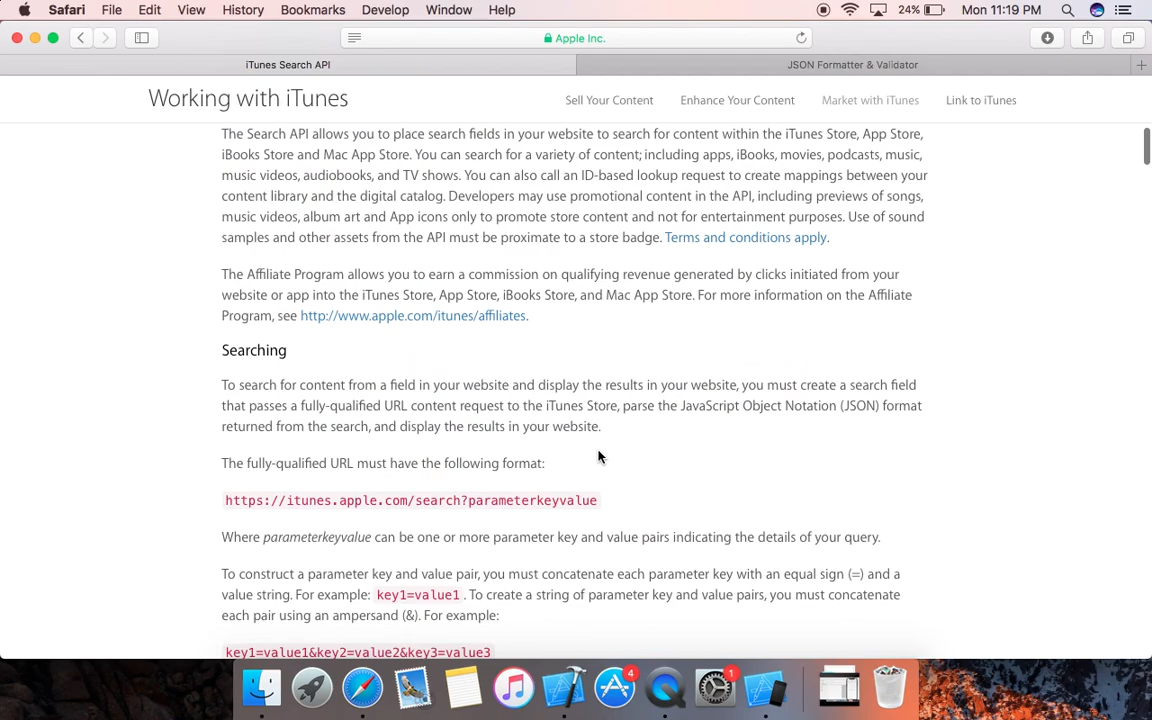 Safari File Edit View History Bookmarks Develop Window Help 24% Mon 11:19 PM
Apple Inc.
iTunes Search API JSON Formatter & Validator
Working with iTunes Sell Your Content Enhance Your Content Market with iTunes Link to iTunes
The Search API allows you to place search fields in your website to search for content within the iTunes Store, App Store,
iBooks Store and Mac App Store. You can search for a variety of content; including apps, iBooks, movies, podcasts, music,
music videos, audiobooks, and TV shows. You can also call an ID-based lookup request to create mappings between your
content library and the digital catalog. Developers may use promotional content in the API, including previews of songs,
music videos, album art and App icons only to promote store content and not for entertainment purposes. Use of sound
samples and other assets from the API must be proximate to a store badge. Terms and conditions apply.
The Affiliate Program allows you to earn a commission on qualifying revenue generated by clicks initiated from your
website or app into the iTunes Store, App Store, iBooks Store, and Mac App Store. For more information on the Affiliate
Program, see http://www.apple.com/itunes/affiliates.
Searching
To search for content from a field in your website and display the results in your website, you must create a search field
that passes a fully-qualified URL content request to the iTunes Store, parse the JavaScript Object Notation (JSON) format
returned from the search, and display the results in your website.
The fully-qualified URL must have the following format:
https://itunes.apple.com/search?parameterkeyvalue
Where parameterkeyvalue can be one or more parameter key and value pairs indicating the details of your query.
To construct a parameter key and value pair, you must concatenate each parameter key with an equal sign (=) and a
value string. For example: key1=value1. To create a string of parameter key and value pairs, you must concatenate
each pair using an ampersand (&). For example:
key1=value1&key2=value2&key3=value3
4 1